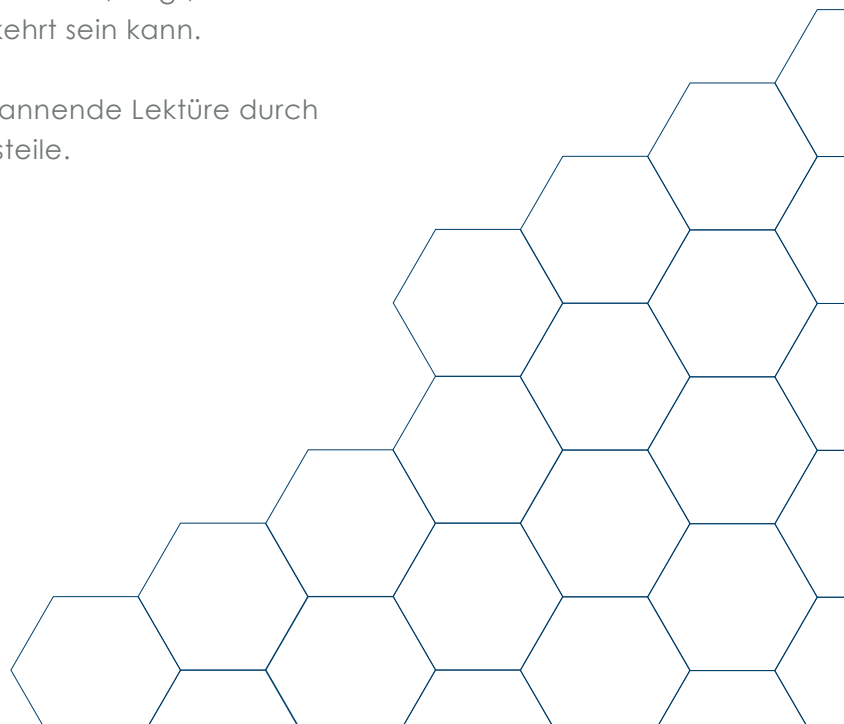 kehrt sein kann.
annende Lektüre durch
steile.